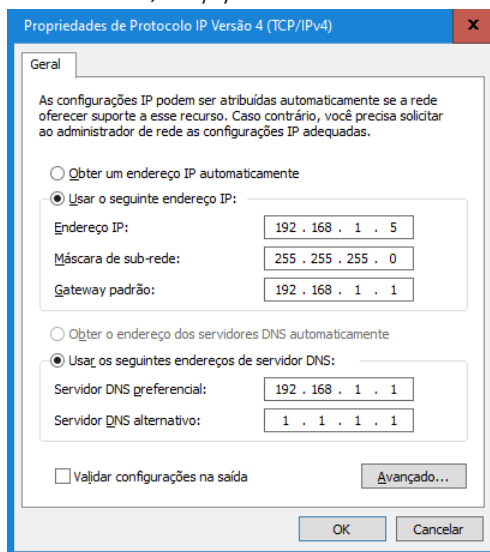 Propriedades de Protocolo IP Versão 4 (TCP/IPv4)
x
Geral
As configurações IP podem ser atribuídas automaticamente se a rede
oferecer suporte a esse recurso. Caso contrário, você precisa solicitar
ao administrador de rede as configurações IP adequadas.
Obter um endereço IP automaticamente
Usar o seguinte endereço IP:
Endereço IP: 192 . 168 . 1 . 5
Máscara de sub-rede: 255 . 255 . 255 . 0
Gateway padrão: 192 . 168 . 1 . 1
Obter o endereço dos servidores DNS automaticamente
Usar os seguintes endereços de servidor DNS:
Servidor DNS preferencial: 192 . 168 . 1 . 1
Servidor DNS alternativo: 1 . 1 . 1 . 1
Validar configurações na saída
Avançado...
OK Cancelar